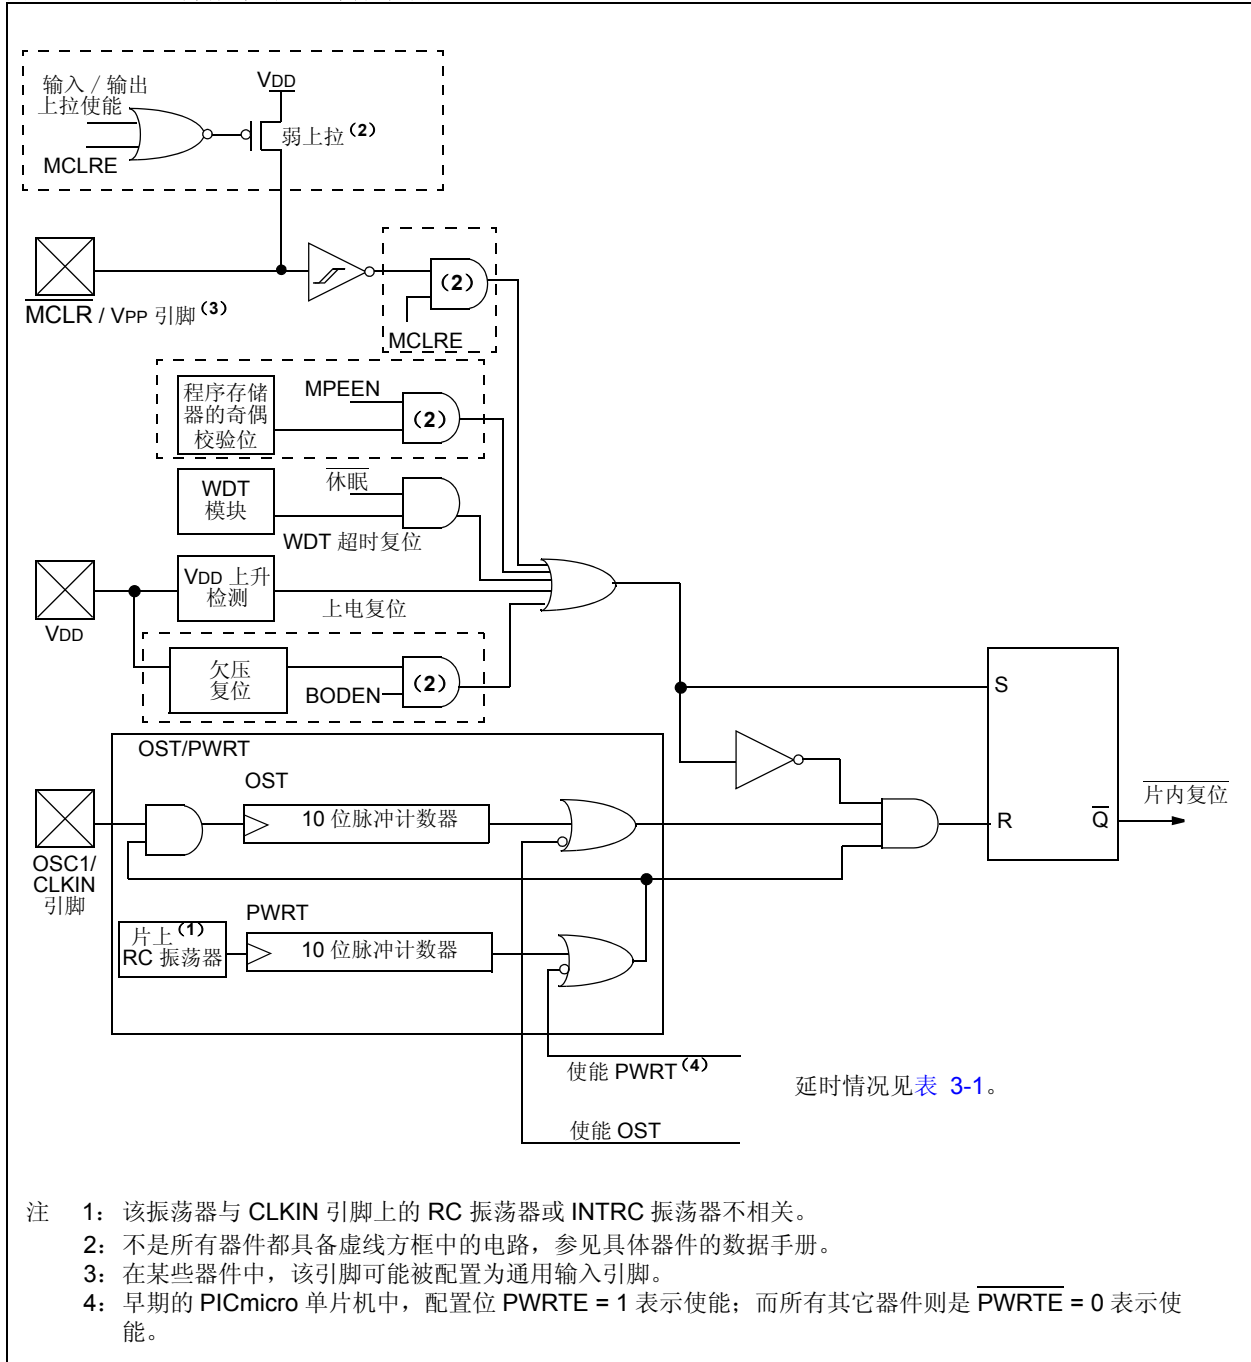 输入 / 输出
上拉使能
MCLRE
VDD
弱上拉(2)
MCLR / VPP 引脚(3)
(2)
MCLRE
程序存储
器的奇偶
校验位
MPEEN
(2)
WDT
模块
休眠
WDT 超时复位
VDD
VDD 上升
检测
上电复位
欠压
复位
BODEN
(2)
OST/PWRT
OST
10 位脉冲计数器
OSC1/
CLKIN
引脚
片上(1)
RC 振荡器
PWRT
10 位脉冲计数器
S
R
Q
片内复位
使能 PWRT(4)
使能 OST
延时情况见表 3-1。
注 1：该振荡器与 CLKIN 引脚上的 RC 振荡器或 INTRC 振荡器不相关。
2：不是所有器件都具备虚线方框中的电路，参见具体器件的数据手册。
3：在某些器件中，该引脚可能被配置为通用输入引脚。
4：早期的 PICmicro 单片机中，配置位 PWRTE = 1 表示使能；而所有其它器件则是 PWRTE = 0 表示使
能。